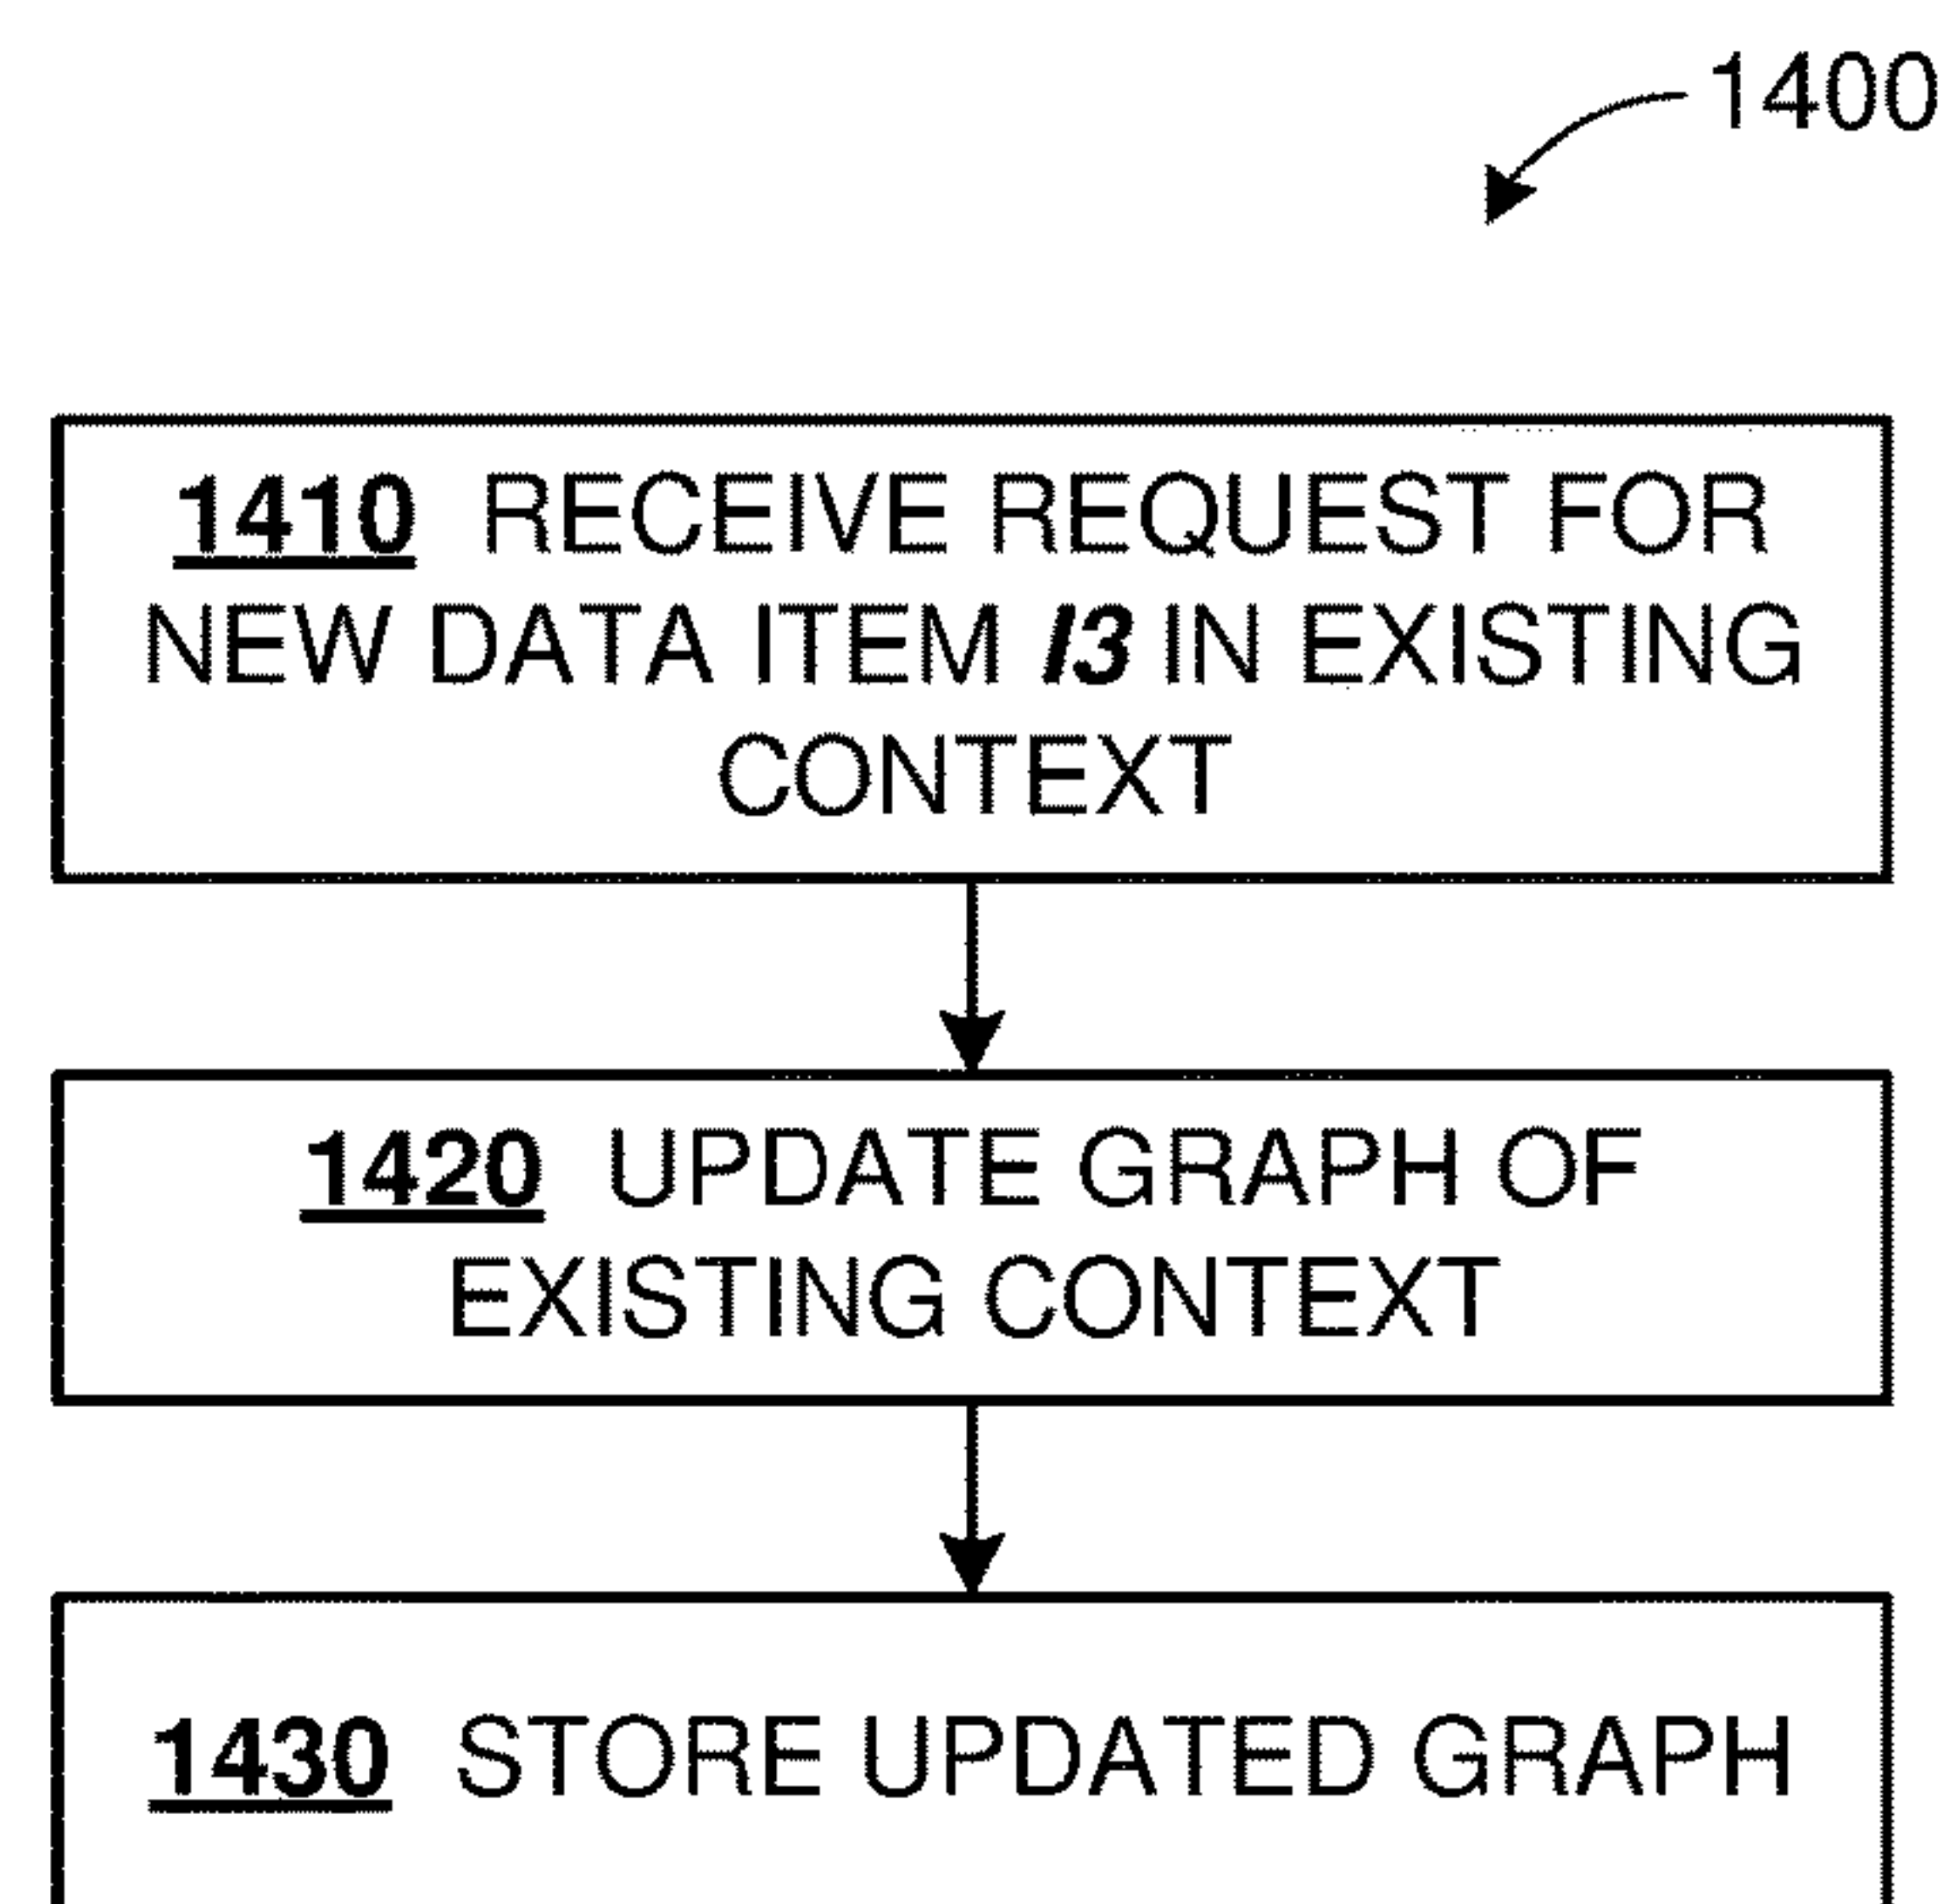 1400
1410 RECEIVE REQUEST FOR
NEW DATA ITEM I3 IN EXISTING
CONTEXT
1420 UPDATE GRAPH OF
EXISTING CONTEXT
1430 STORE UPDATED GRAPH